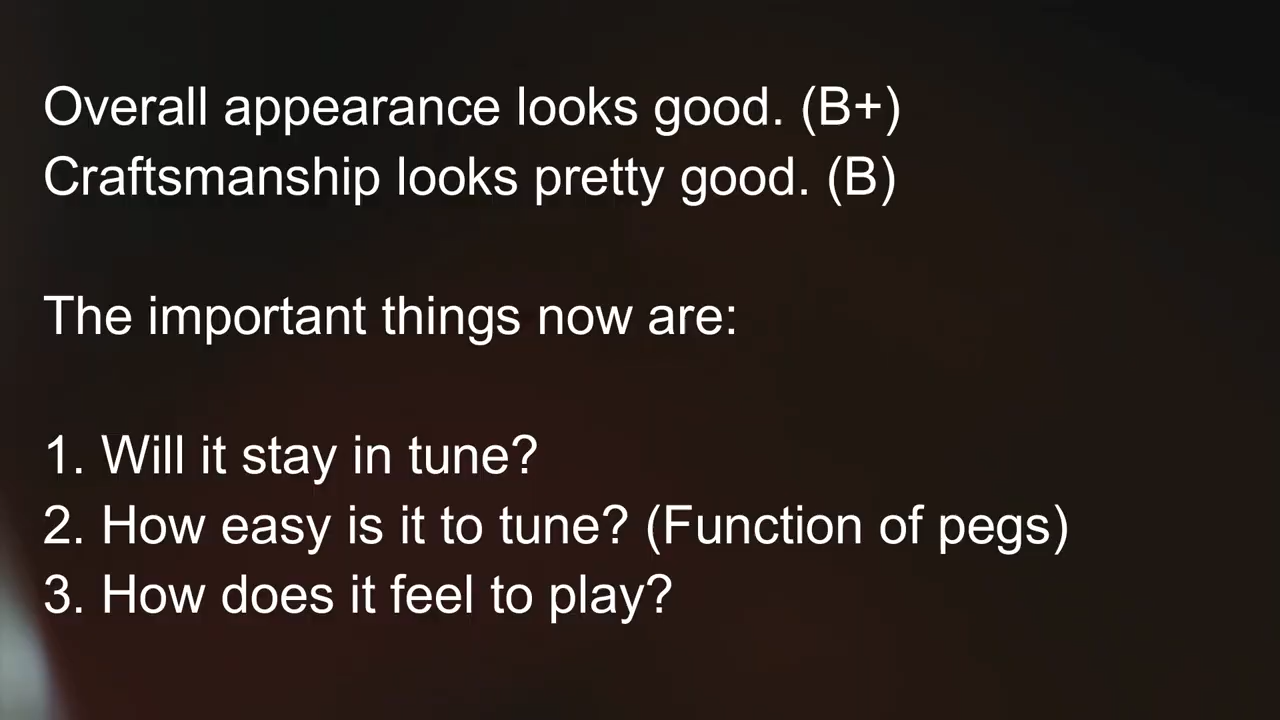 Overall appearance looks good. (B+)
Craftsmanship looks pretty good. (B)
The important things now are:
1. Will it stay in tune?
2. How easy is it to tune? (Function of pegs)
3. How does it feel to play?